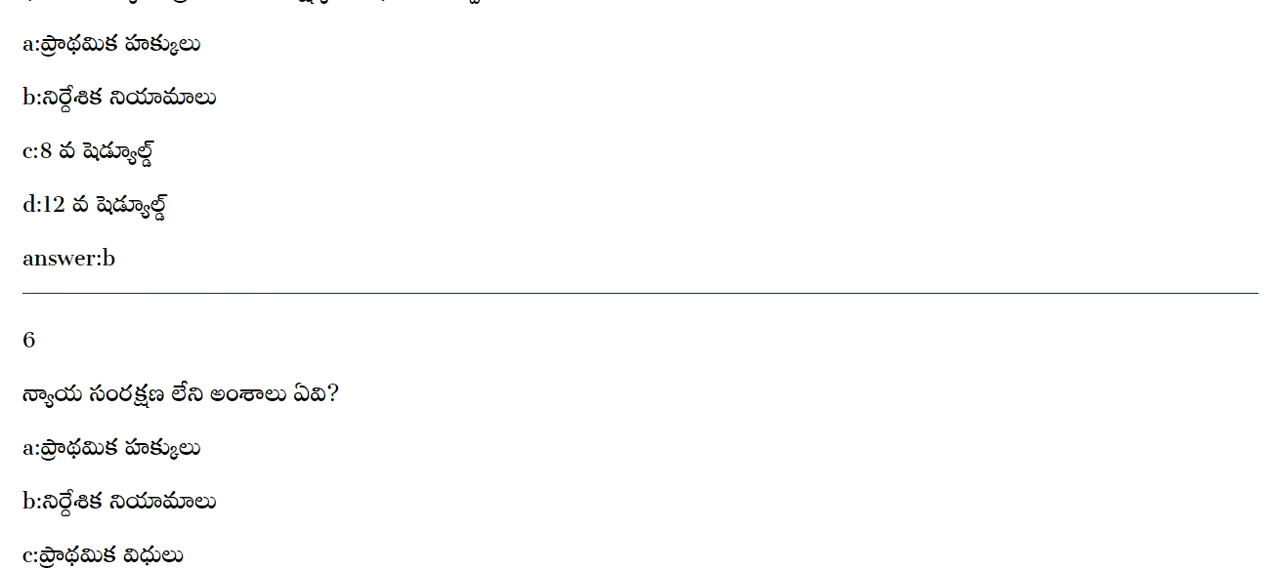 a:ప్రాథమిక హక్కులు
b:నిర్దేశిక నియామాలు
c:8 వ షెడ్యూల్డ్
d:12 వ షెడ్యూల్డ్
answer:b
6
న్యాయ సంరక్షణ లేని అంశాలు ఏవి?
a:ప్రాథమిక హక్కులు
b:నిర్దేశిక నియామాలు
c:ప్రాథమిక విధులు